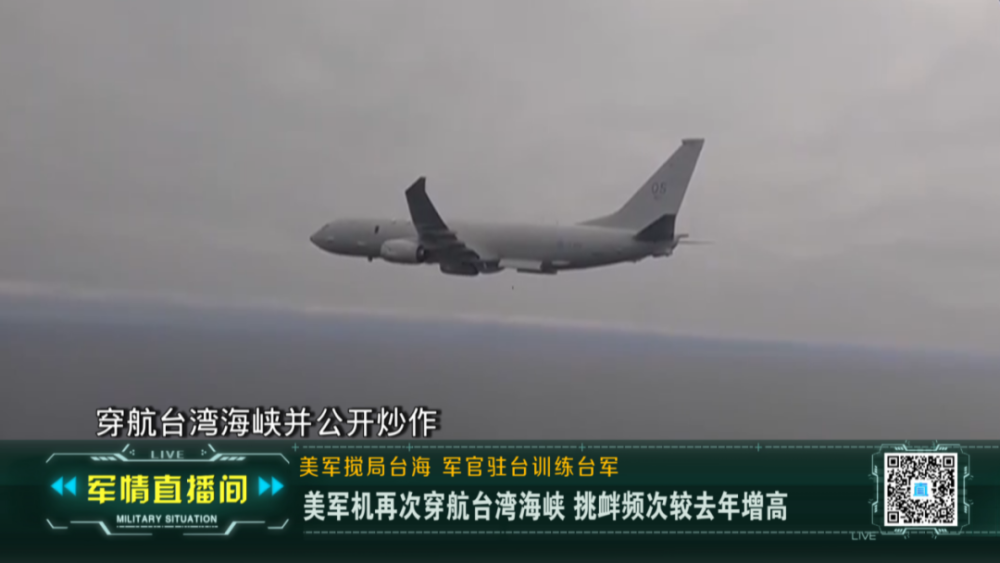 穿航台湾海峡并公开炒作
LIVE
军情直播间
MILITARY SITUATION
美军搅局台海 军官驻台训练台军
美军机再次穿航台湾海峡 挑衅频次较去年增高
LIVE